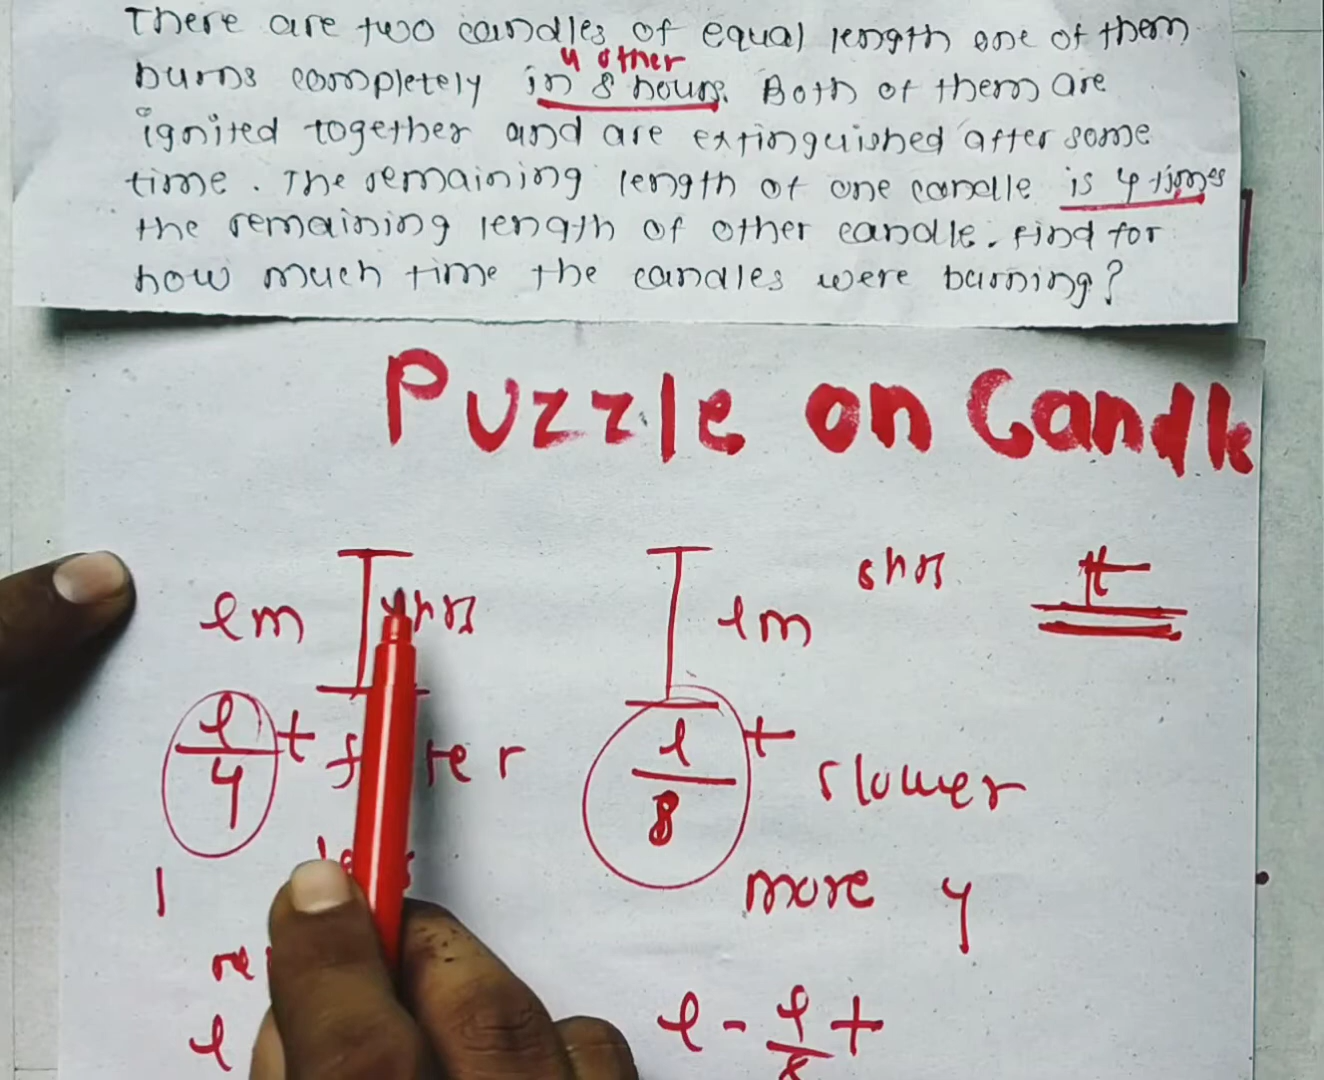 There are two candles of equal length one of them
4 other
burns completely in 8 hours. Both of them are
ignited together and are extinguished after some
time. The remaining length of one candle is 4 times
the remaining length of other candle. Find for
how much time the candles were burning?
Puzzle on Candle
lm 4hrs lm 8hrs t
l/4 t l/8 t slower
1 more 4
l l - l/8 t